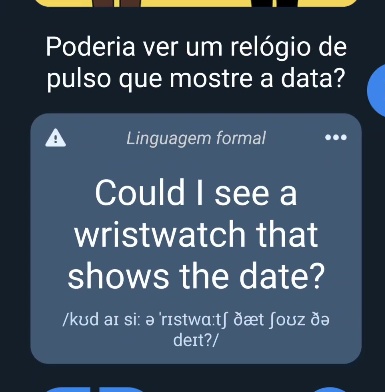 Poderia ver um relógio de
pulso que mostre a data?
Linguagem formal
Could I see a
wristwatch that
shows the date?
/kʊd aɪ siː ə ˈrɪstwɑːtʃ ðæt ʃoʊz ðə
deɪt?/